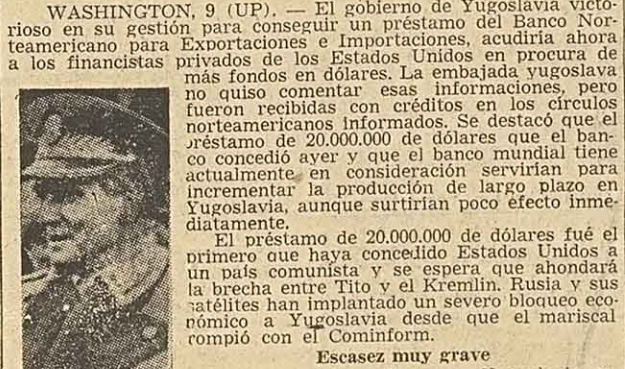 WASHINGTON, 9 (UP). — El gobierno de Yugoslavia victo-
rioso en su gestión para conseguir un préstamo del Banco Nor-
teamericano para Exportaciones e Importaciones, acudiría ahora
a los financistas privados de los Estados Unidos en procura de
más fondos en dólares. La embajada yugoslava
no quiso comentar esas informaciones, pero
fueron recibidas con créditos en los círculos
norteamericanos informados. Se destacó que el
préstamo de 20.000.000 de dólares que el ban-
co concedió ayer y que el banco mundial tiene
actualmente en consideración servirían para
incrementar la producción de largo plazo en
Yugoslavia, aunque surtirían poco efecto inme-
diatamente.
El préstamo de 20.000.000 de dólares fué el
primero que haya concedido Estados Unidos a
un país comunista y se espera que ahondará
la brecha entre Tito y el Kremlin. Rusia y sus
satélites han implantado un severo bloqueo eco-
nómico a Yugoslavia desde que el mariscal
rompió con el Cominform.
Escasez muy grave